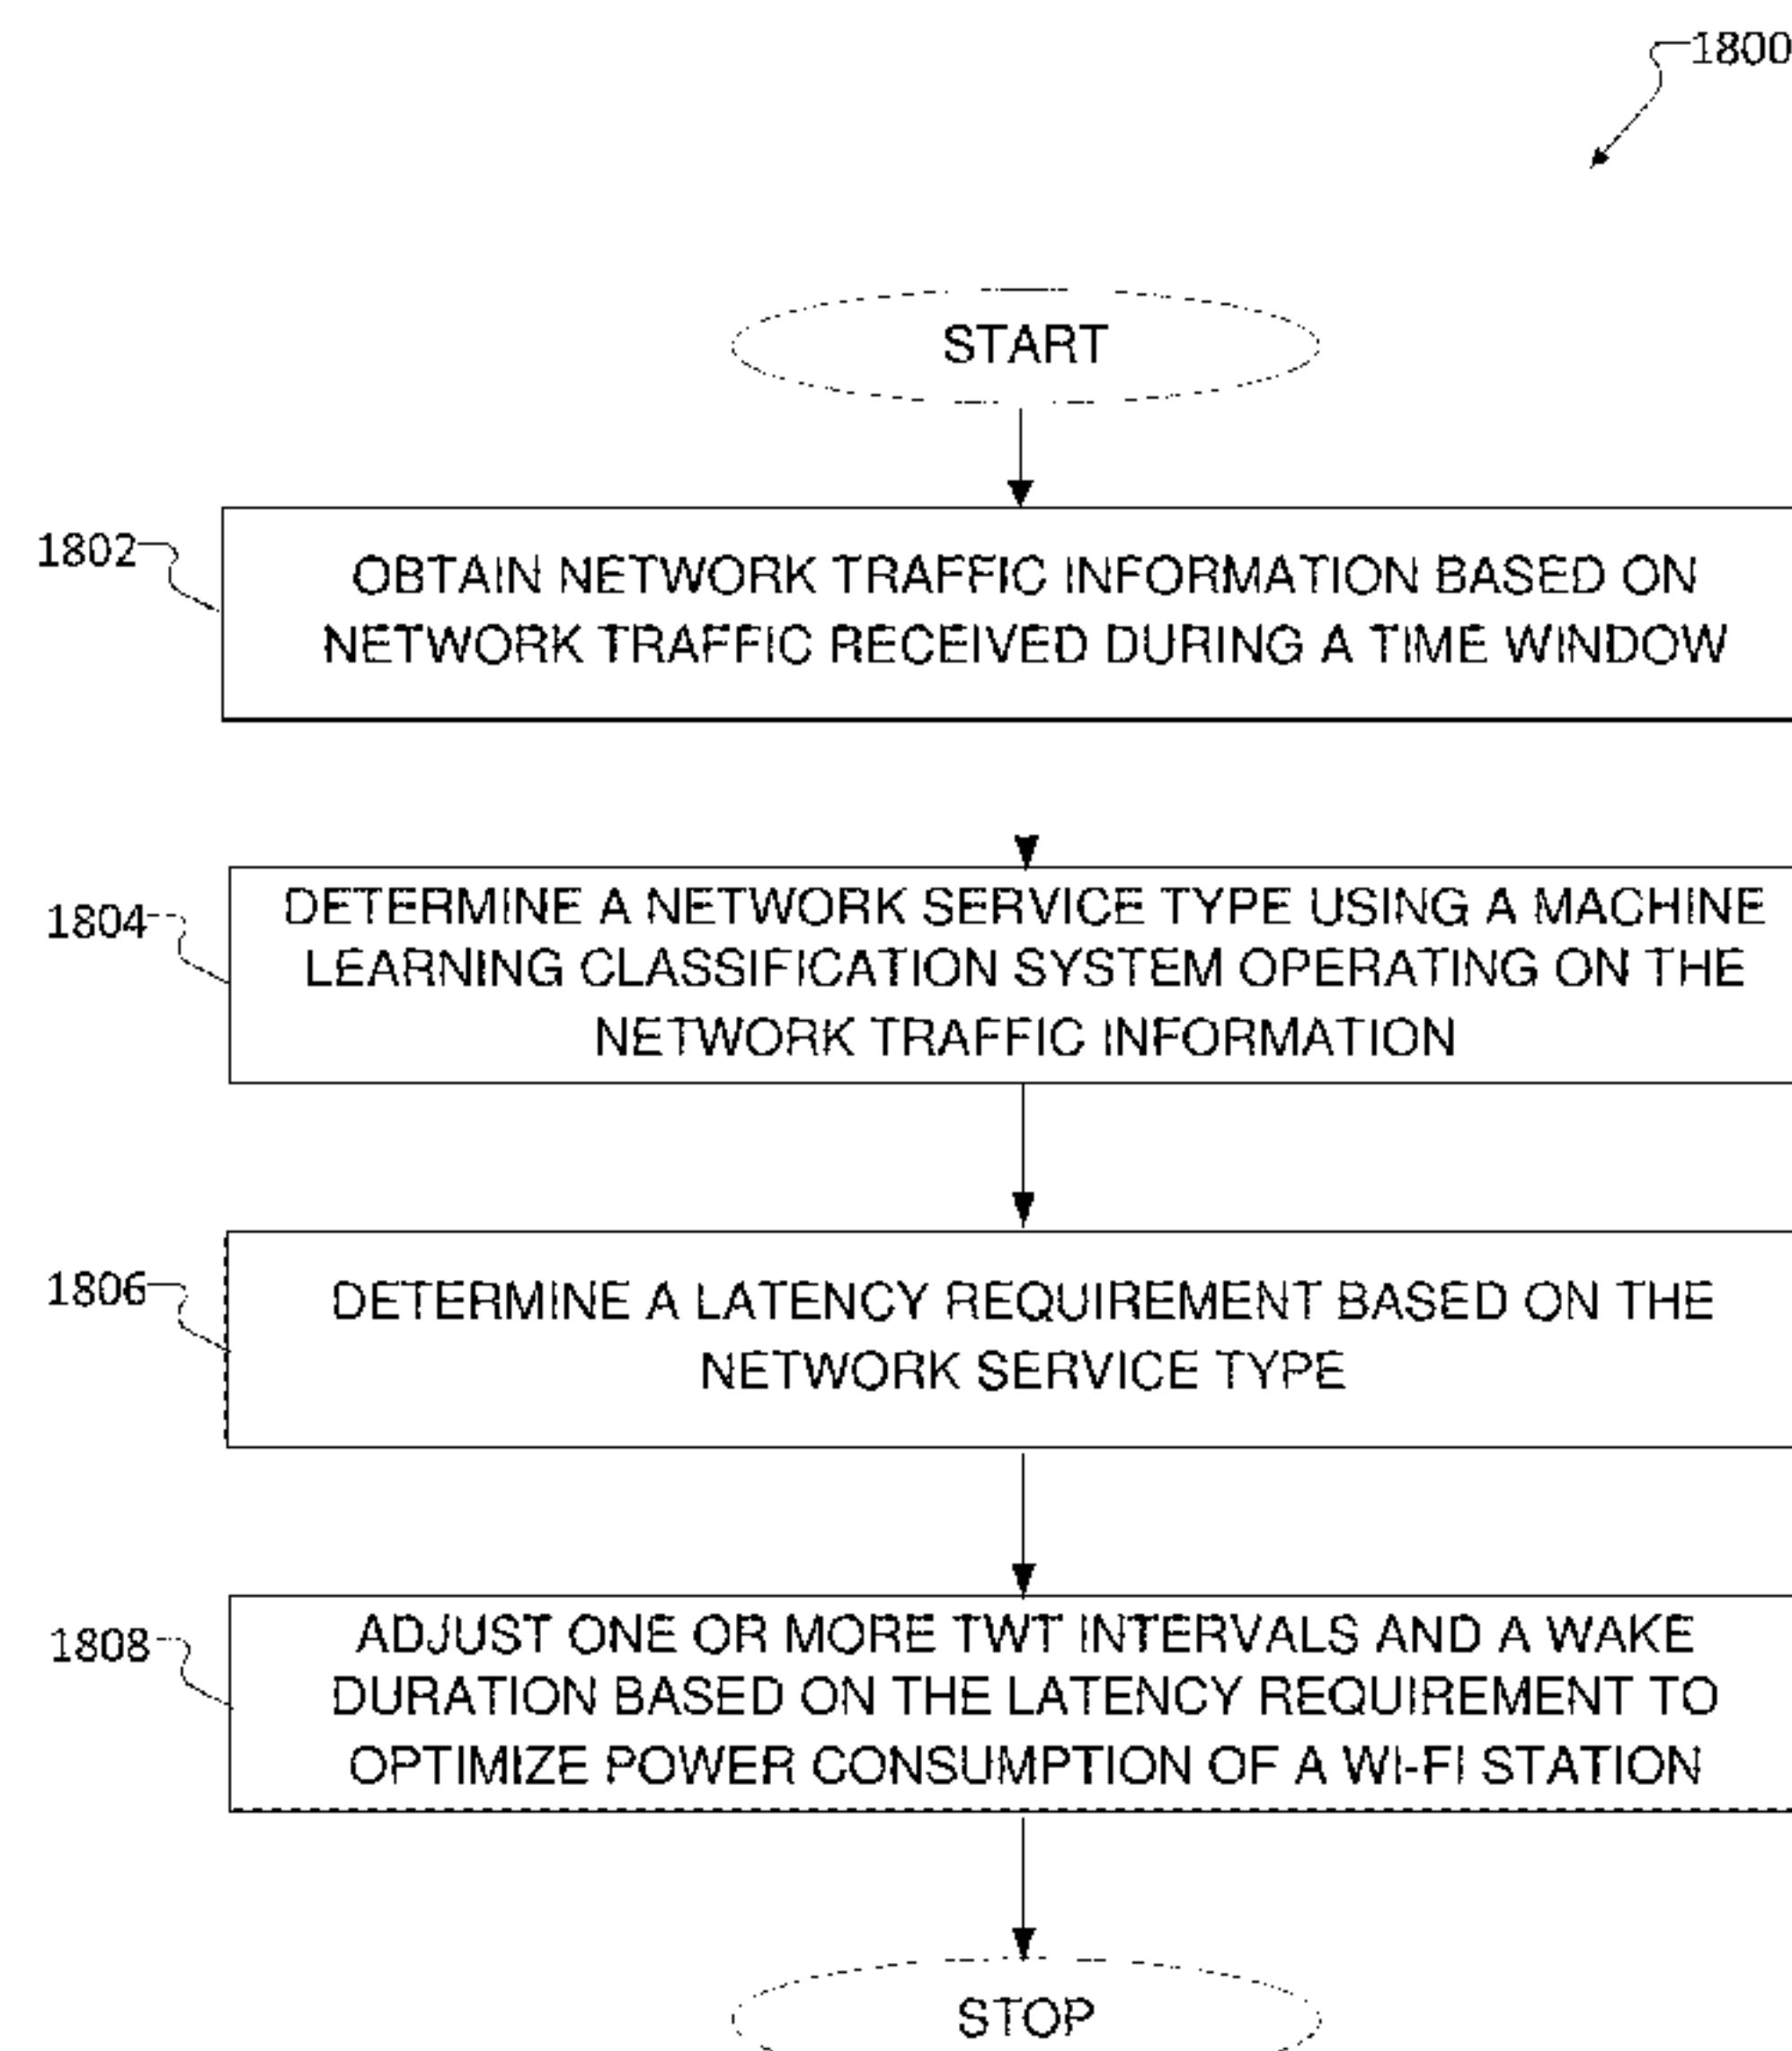 1800
START
1802
OBTAIN NETWORK TRAFFIC INFORMATION BASED ON
NETWORK TRAFFIC RECEIVED DURING A TIME WINDOW
1804
DETERMINE A NETWORK SERVICE TYPE USING A MACHINE
LEARNING CLASSIFICATION SYSTEM OPERATING ON THE
NETWORK TRAFFIC INFORMATION
1806
DETERMINE A LATENCY REQUIREMENT BASED ON THE
NETWORK SERVICE TYPE
1808
ADJUST ONE OR MORE TWT INTERVALS AND A WAKE
DURATION BASED ON THE LATENCY REQUIREMENT TO
OPTIMIZE POWER CONSUMPTION OF A WI-FI STATION
STOP